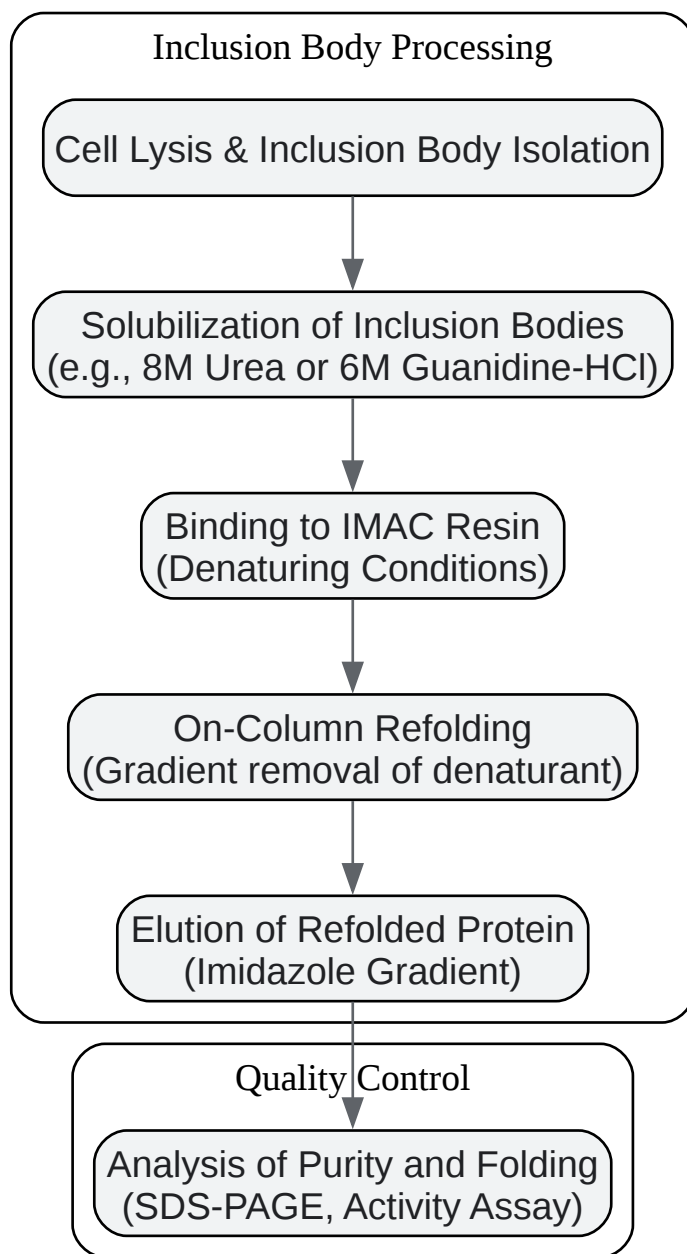 Inclusion Body Processing
Cell Lysis & Inclusion Body Isolation
Solubilization of Inclusion Bodies
(e.g., 8M Urea or 6M Guanidine-HCl)
Binding to IMAC Resin
(Denaturing Conditions)
On-Column Refolding
(Gradient removal of denaturant)
Elution of Refolded Protein
(Imidazole Gradient)
Quality Control
Analysis of Purity and Folding
(SDS-PAGE, Activity Assay)